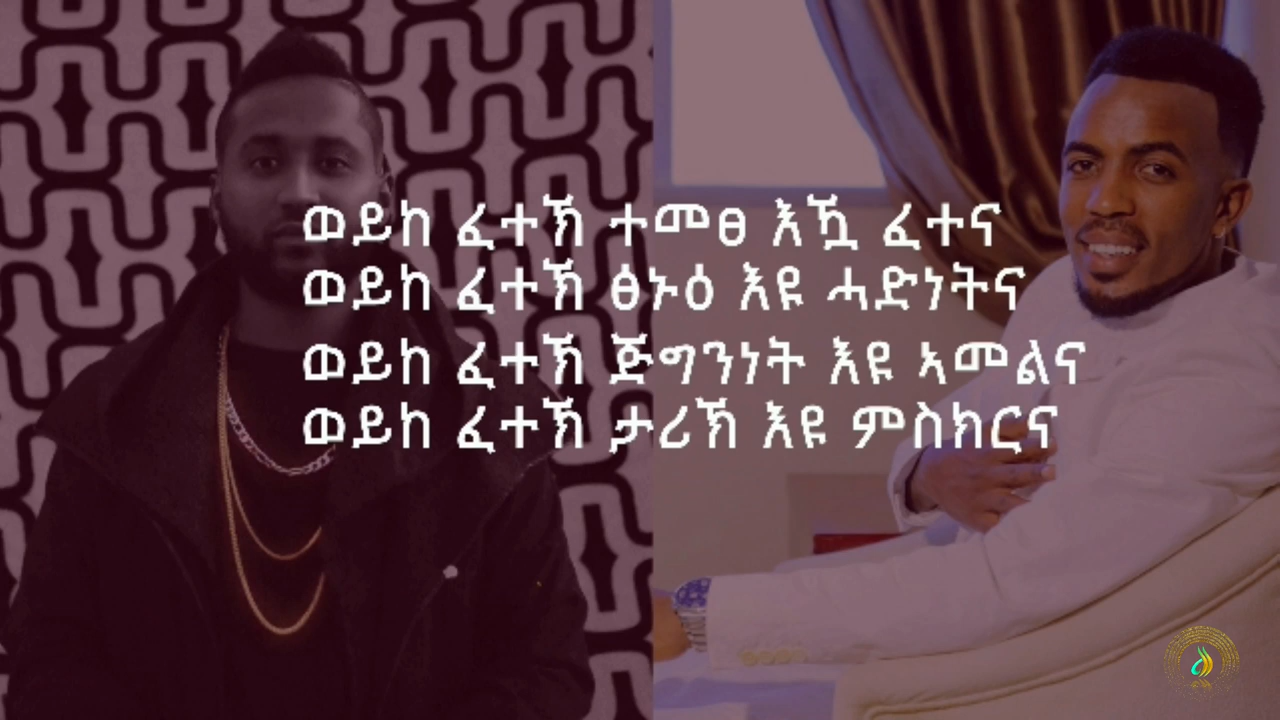 ወይከ ፈተኽ ተመፀ እኟ ፈተና
ወይከ ፈተኽ ፅኑዕ እዩ ሓድነትና
ወይከ ፈተኽ ጅግንነት እዩ ኣመልና
ወይከ ፈተኽ ታሪኽ እዩ ምስክርና